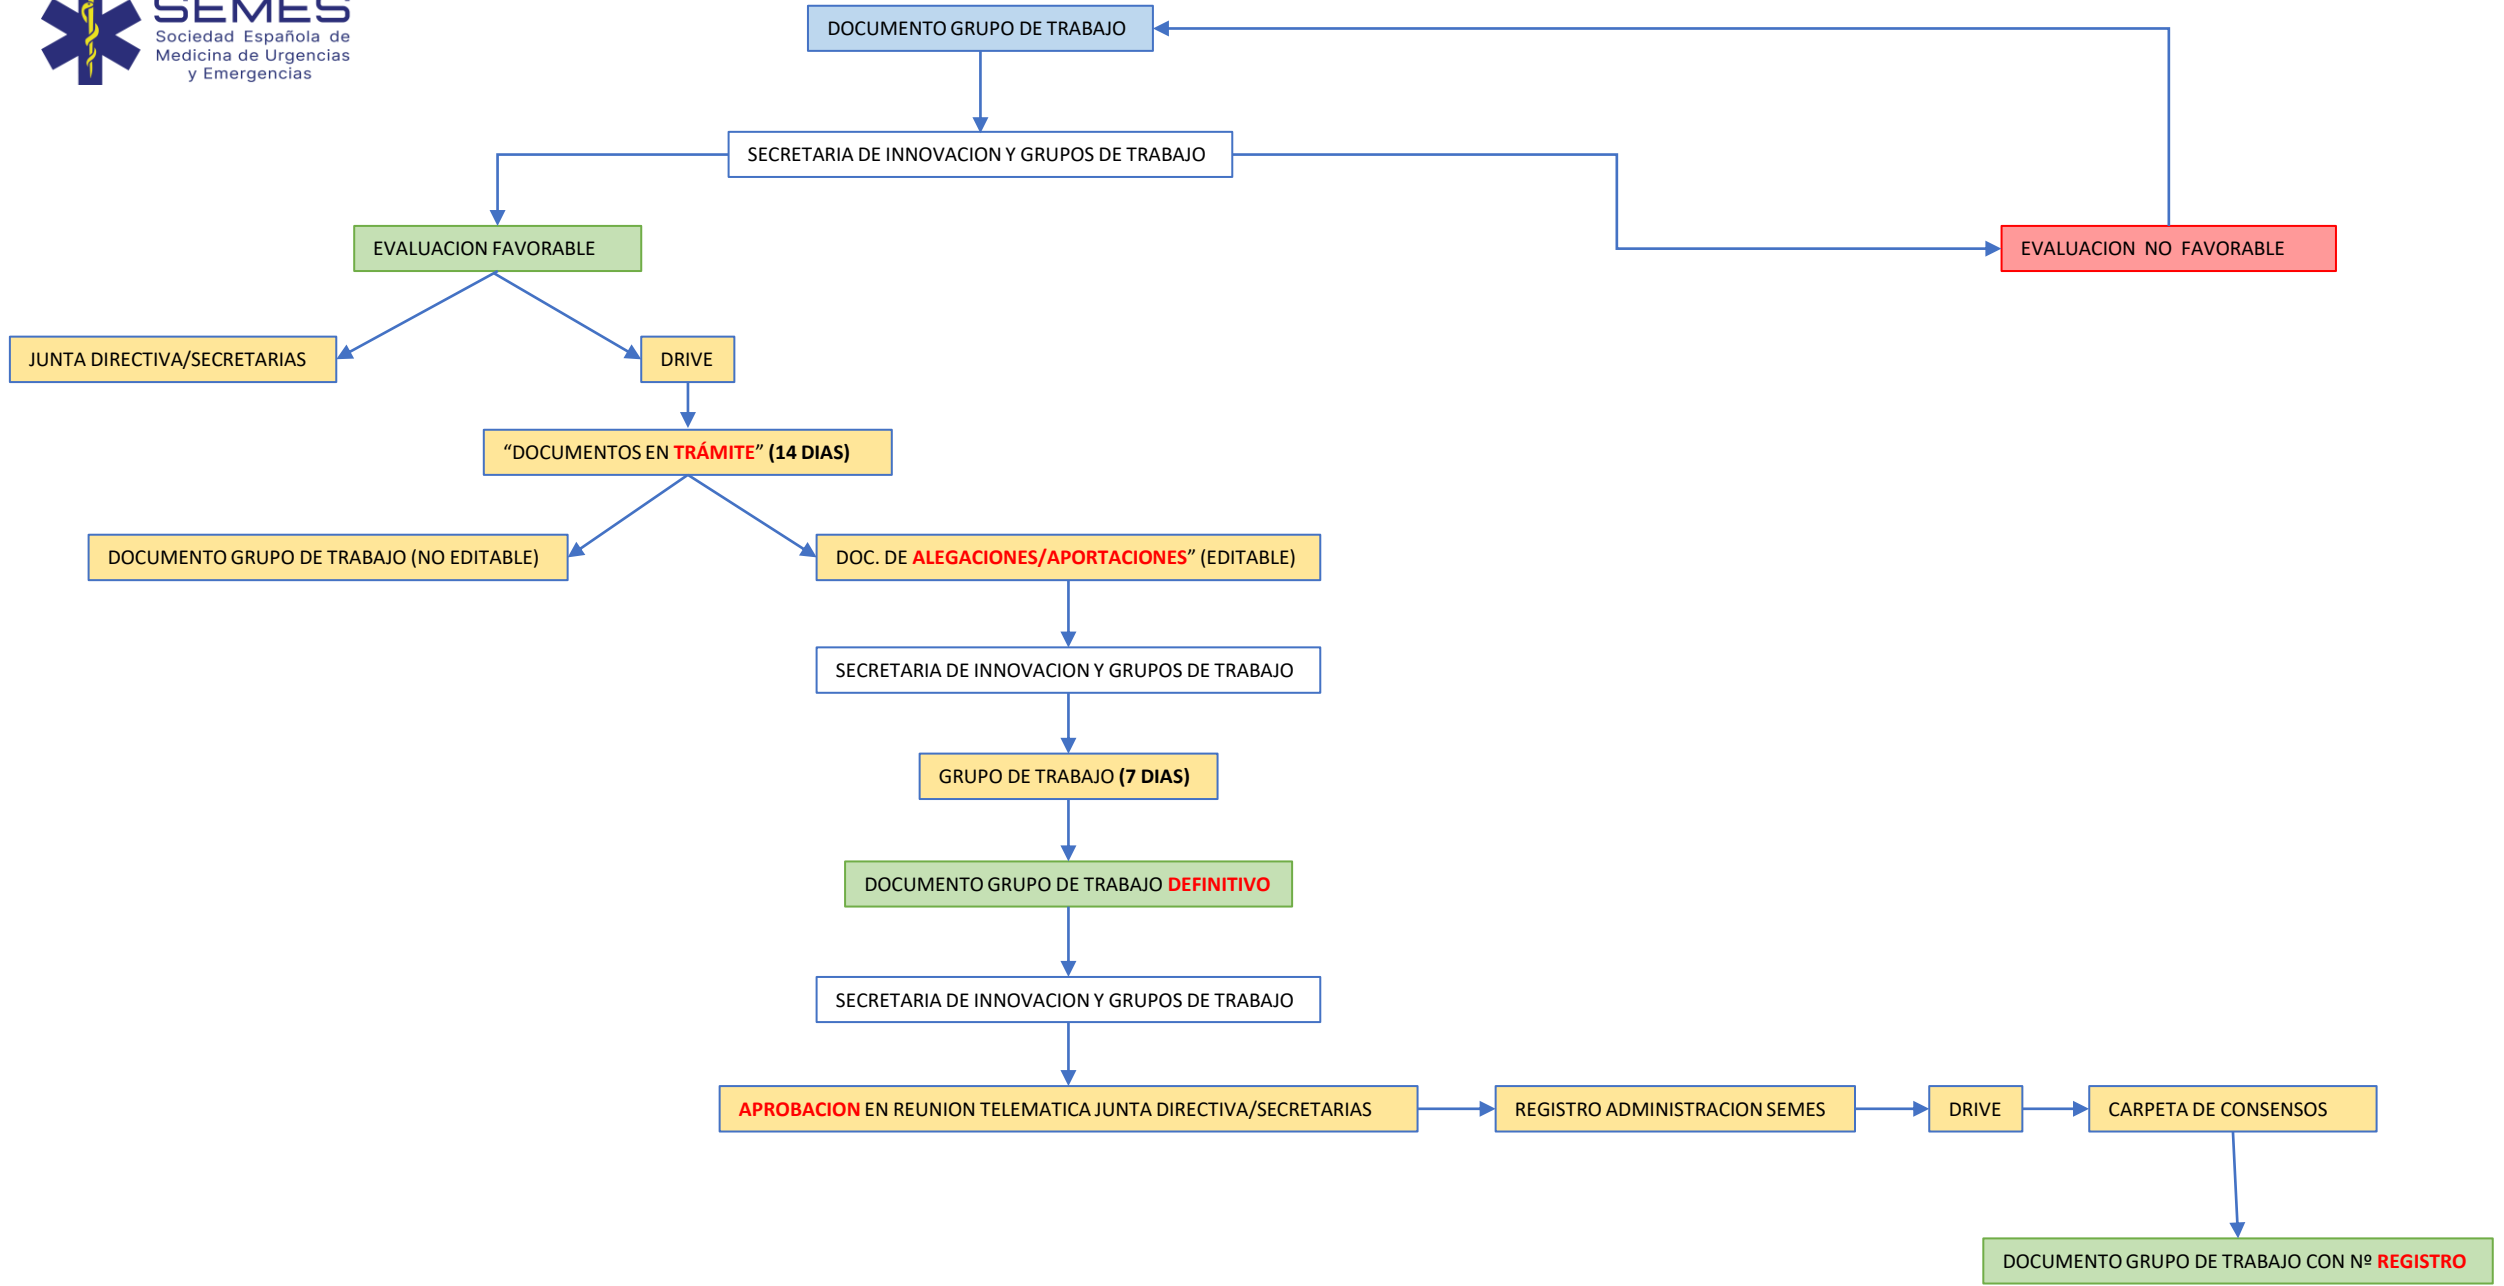 SEMES
Sociedad Española de
Medicina de Urgencias
y Emergencias
DOCUMENTO GRUPO DE TRABAJO
SECRETARIA DE INNOVACION Y GRUPOS DE TRABAJO
EVALUACION FAVORABLE
EVALUACION NO FAVORABLE
JUNTA DIRECTIVA/SECRETARIAS
DRIVE
“DOCUMENTOS EN TRÁMITE” (14 DIAS)
DOCUMENTO GRUPO DE TRABAJO (NO EDITABLE)
DOC. DE ALEGACIONES/APORTACIONES” (EDITABLE)
SECRETARIA DE INNOVACION Y GRUPOS DE TRABAJO
GRUPO DE TRABAJO (7 DIAS)
DOCUMENTO GRUPO DE TRABAJO DEFINITIVO
SECRETARIA DE INNOVACION Y GRUPOS DE TRABAJO
APROBACION EN REUNION TELEMATICA JUNTA DIRECTIVA/SECRETARIAS
REGISTRO ADMINISTRACION SEMES
DRIVE
CARPETA DE CONSENSOS
DOCUMENTO GRUPO DE TRABAJO CON Nº REGISTRO